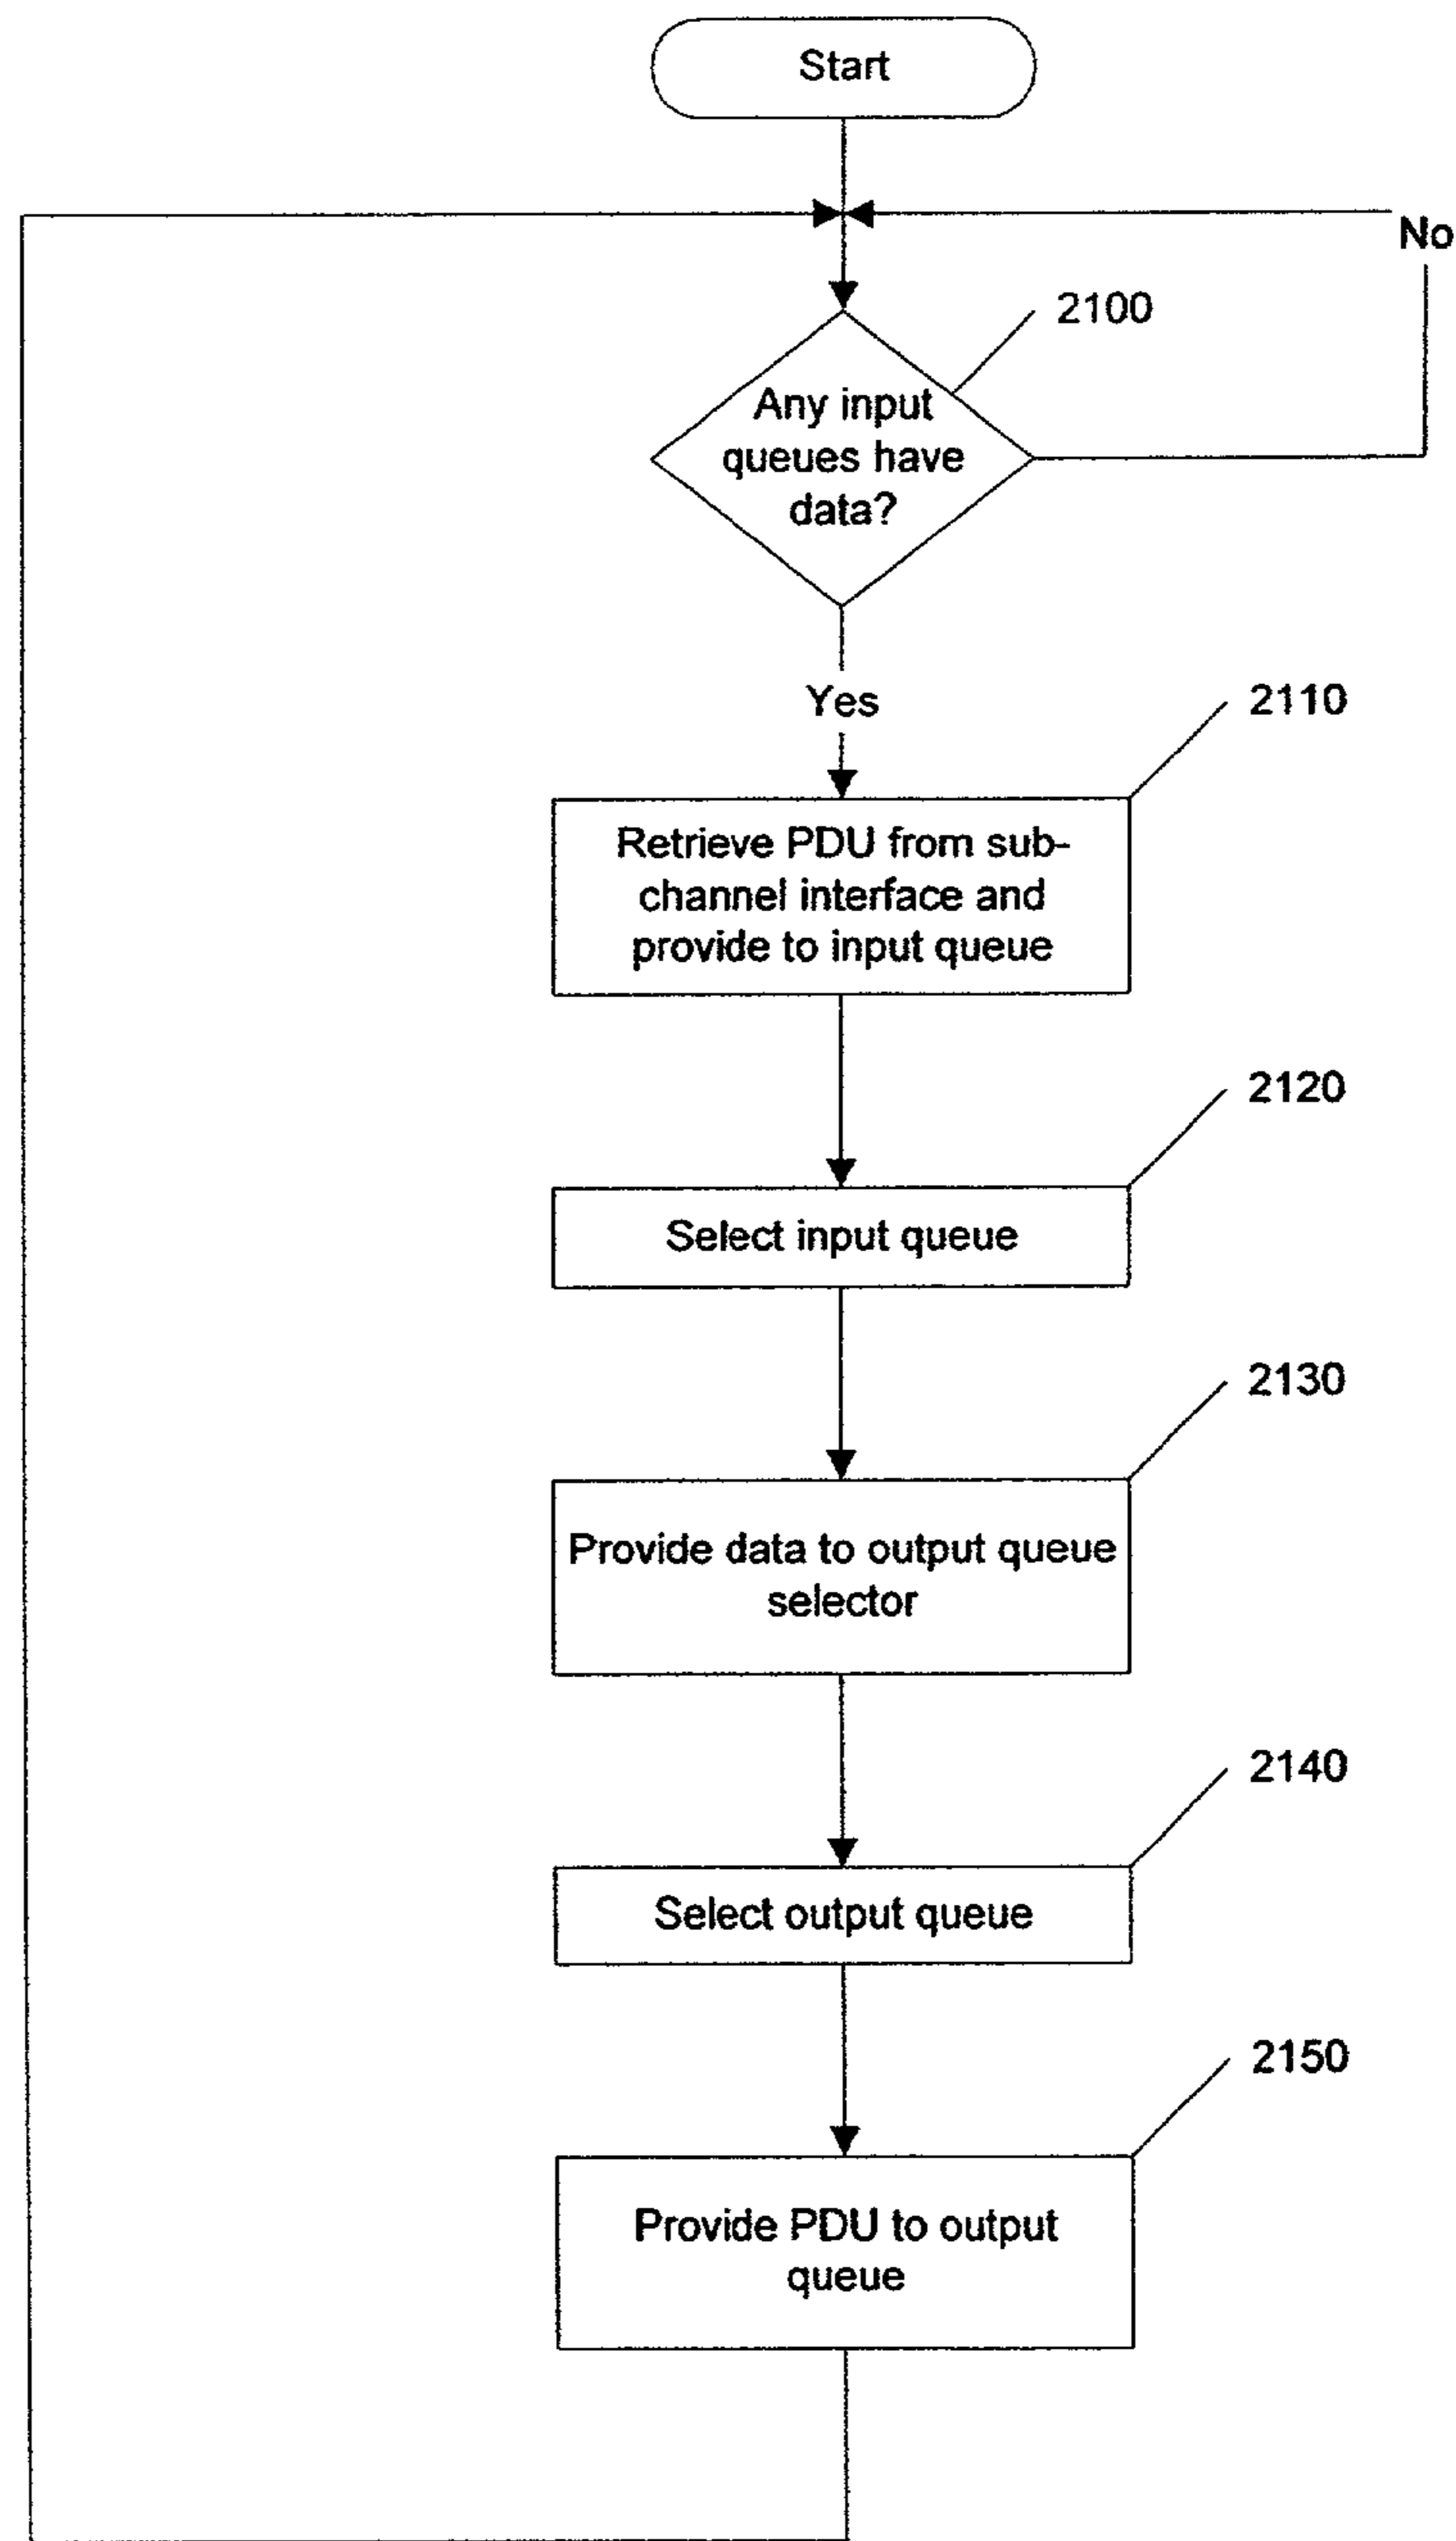 Start
No
2100
Any input
queues have
data?
Yes
2110
Retrieve PDU from sub-
channel interface and
provide to input queue
2120
Select input queue
2130
Provide data to output queue
selector
2140
Select output queue
2150
Provide PDU to output
queue